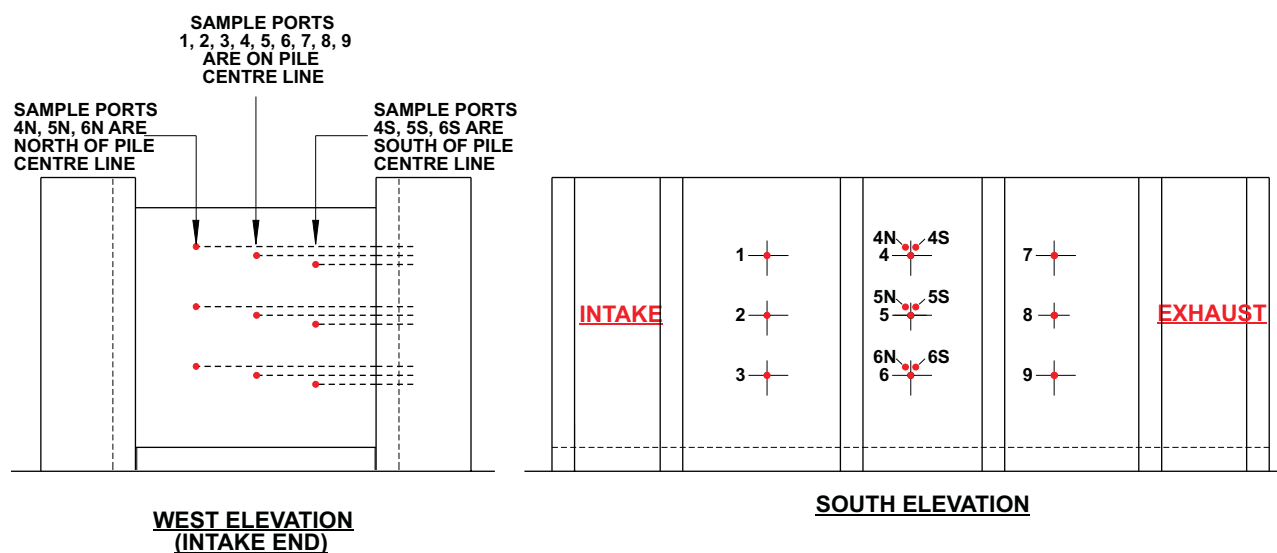 SAMPLE PORTS
1, 2, 3, 4, 5, 6, 7, 8, 9
ARE ON PILE
CENTRE LINE
SAMPLE PORTS
4N, 5N, 6N ARE
NORTH OF PILE
CENTRE LINE
SAMPLE PORTS
4S, 5S, 6S ARE
SOUTH OF PILE
CENTRE LINE
WEST ELEVATION
(INTAKE END)
4N 4S
1 4 7
5N 5S
INTAKE 2 5 8 EXHAUST
6N 6S
3 6 9
SOUTH ELEVATION